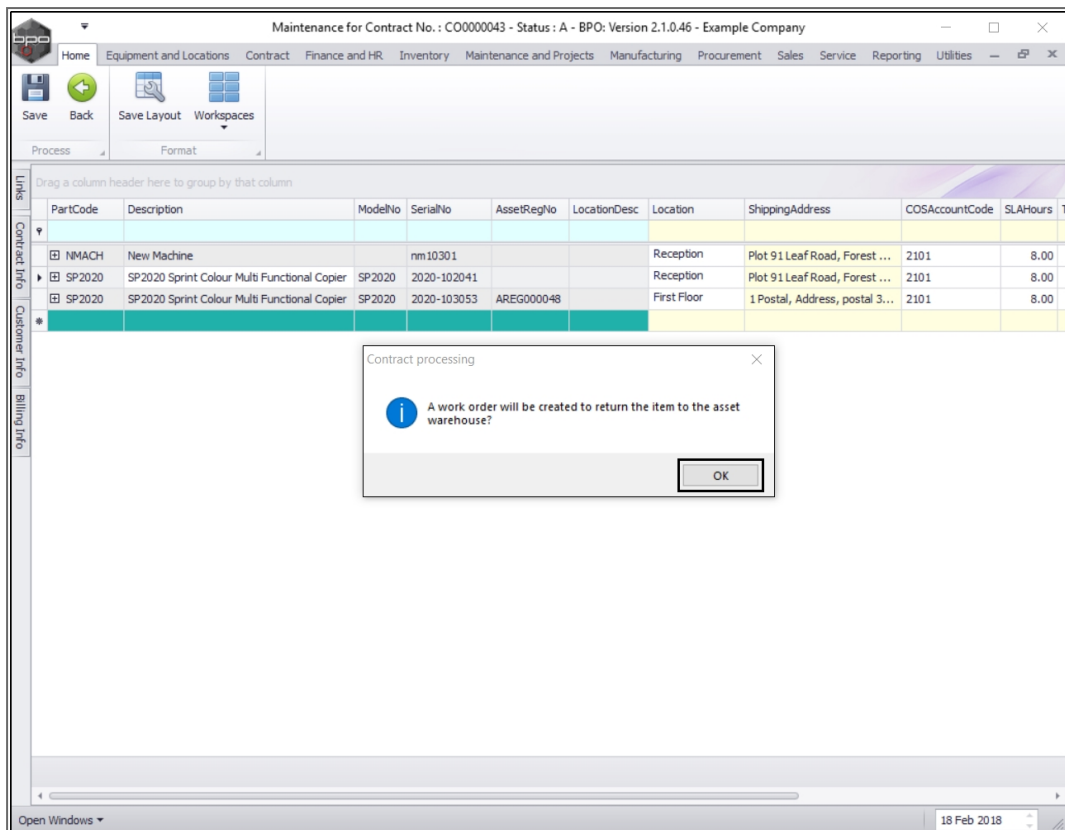 bpo
Maintenance for Contract No. : CO0000043 - Status : A - BPO: Version 2.1.0.46 - Example Company
Home Equipment and Locations Contract Finance and HR Inventory Maintenance and Projects Manufacturing Procurement Sales Service Reporting Utilities
Save Back Save Layout Workspaces
Process Format
Links
Contract Info
Customer Info
Billing Info
Drag a column header here to group by that column
PartCode Description ModelNo SerialNo AssetRegNo LocationDesc Location ShippingAddress COSAccountCode SLAHours T
NMACH New Machine nm10301 Reception Plot 91 Leaf Road, Forest ... 2101 8.00
SP2020 SP2020 Sprint Colour Multi Functional Copier SP2020 2020-102041 Reception Plot 91 Leaf Road, Forest ... 2101 8.00
SP2020 SP2020 Sprint Colour Multi Functional Copier SP2020 2020-103053 AREG000048 First Floor 1 Postal, Address, postal 3... 2101 8.00
Contract processing
A work order will be created to return the item to the asset
warehouse?
OK
Open Windows 18 Feb 2018